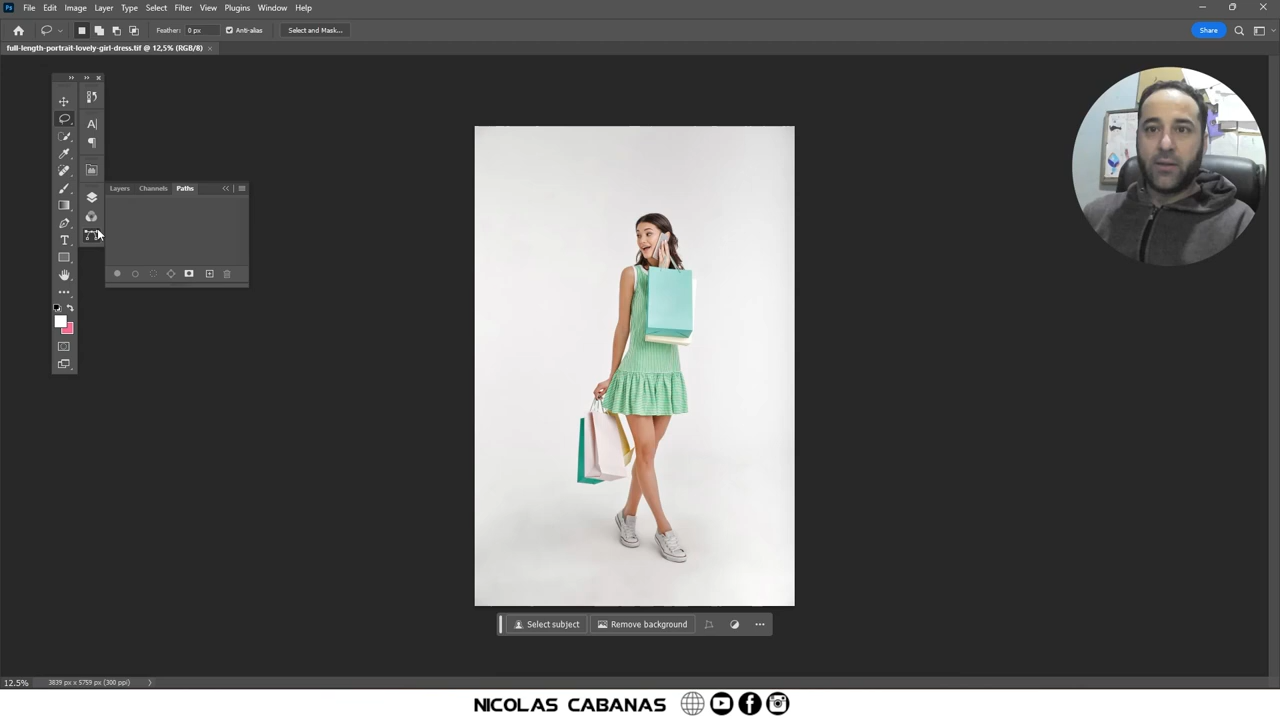 Ps File Edit Image Layer Type Select Filter View Plugins Window Help
Feather: 0 px Anti-alias Select and Mask... Share
full-length-portrait-lovely-girl-dress.tif @ 12,5% (RGB/8) ×
Layers Channels Paths
Select subject Remove background
12.5% 3839 px x 5759 px (300 ppi)
NICOLAS CABANAS